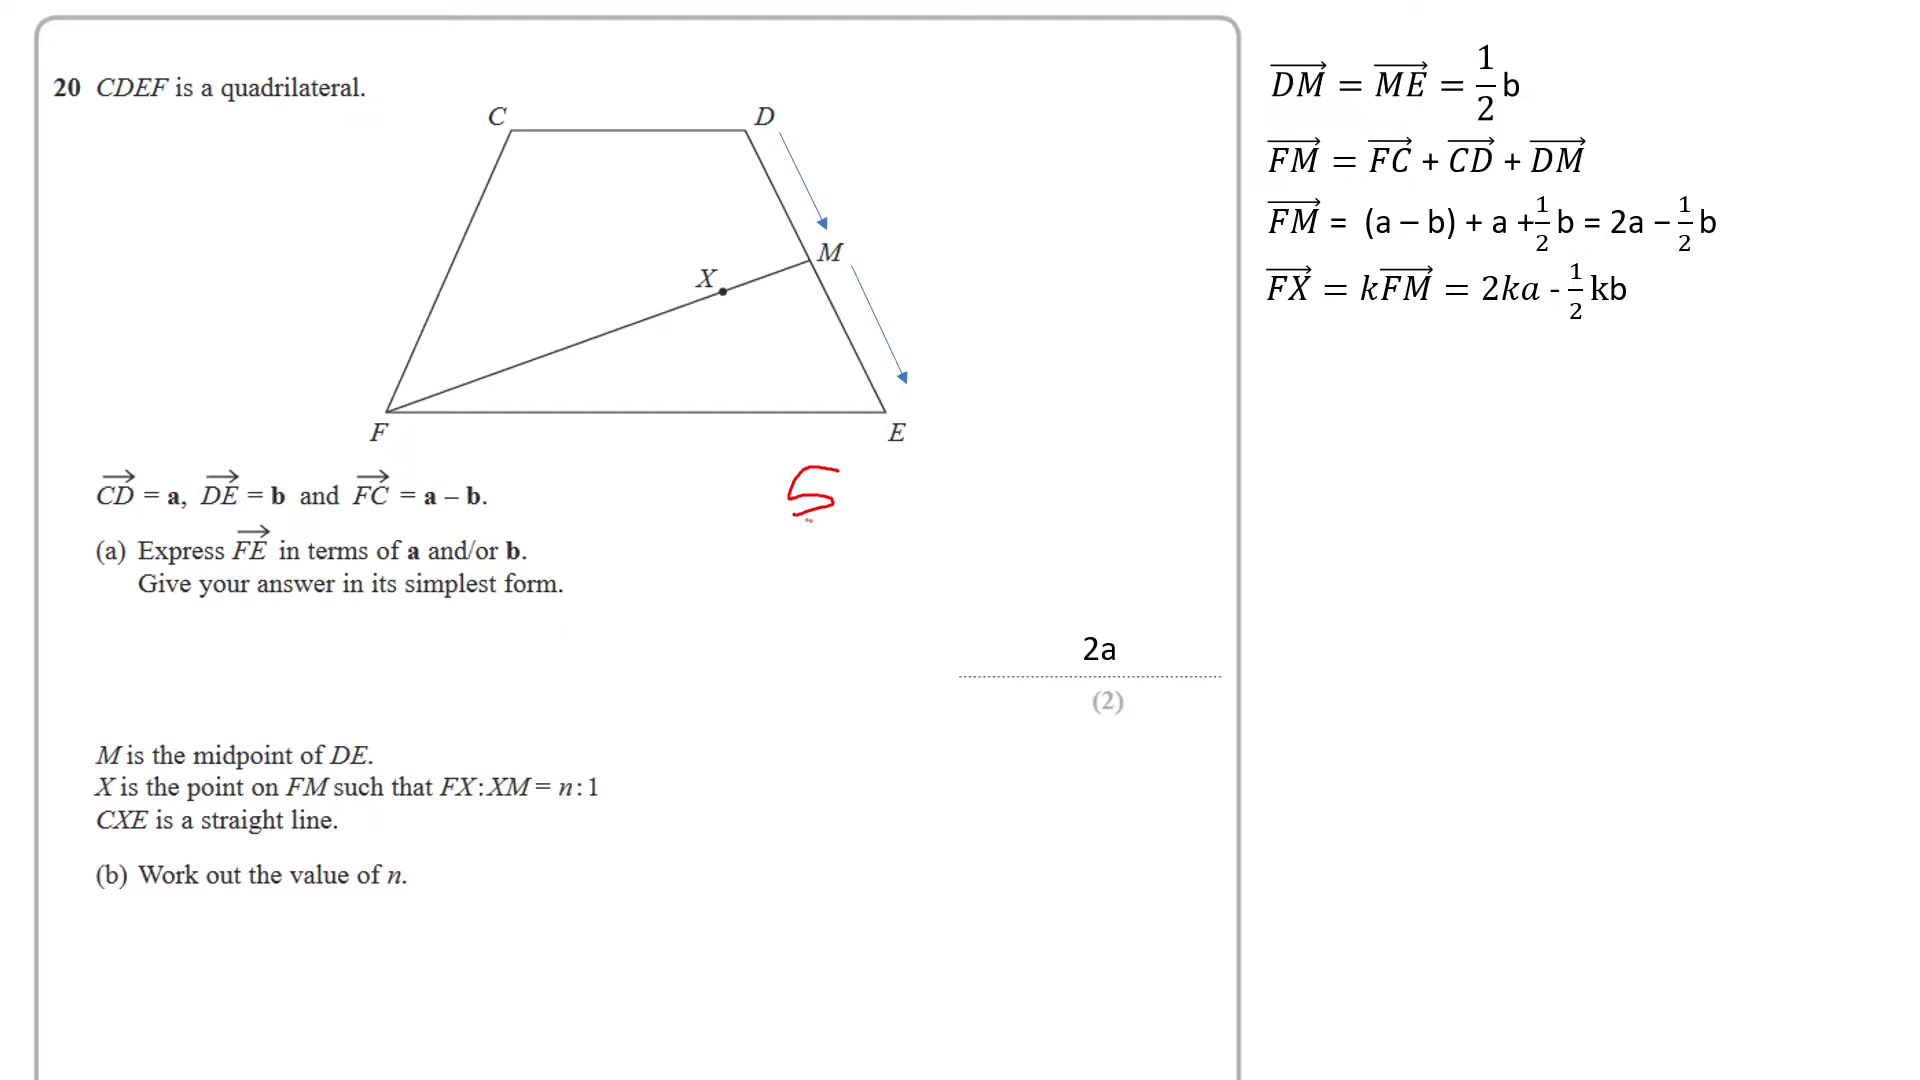 20 CDEF is a quadrilateral.
C
D
M
X
F
E
5
→CD = a, →DE = b and →FC = a – b.
(a) Express →FE in terms of a and/or b.
Give your answer in its simplest form.
2a
(2)
M is the midpoint of DE.
X is the point on FM such that FX : XM = n : 1
CXE is a straight line.
(b) Work out the value of n.
→DM = →ME = 1/2 b
→FM = →FC + →CD + →DM
→FM = (a – b) + a + 1/2 b = 2a – 1/2 b
→FX = k→FM = 2ka - 1/2 kb